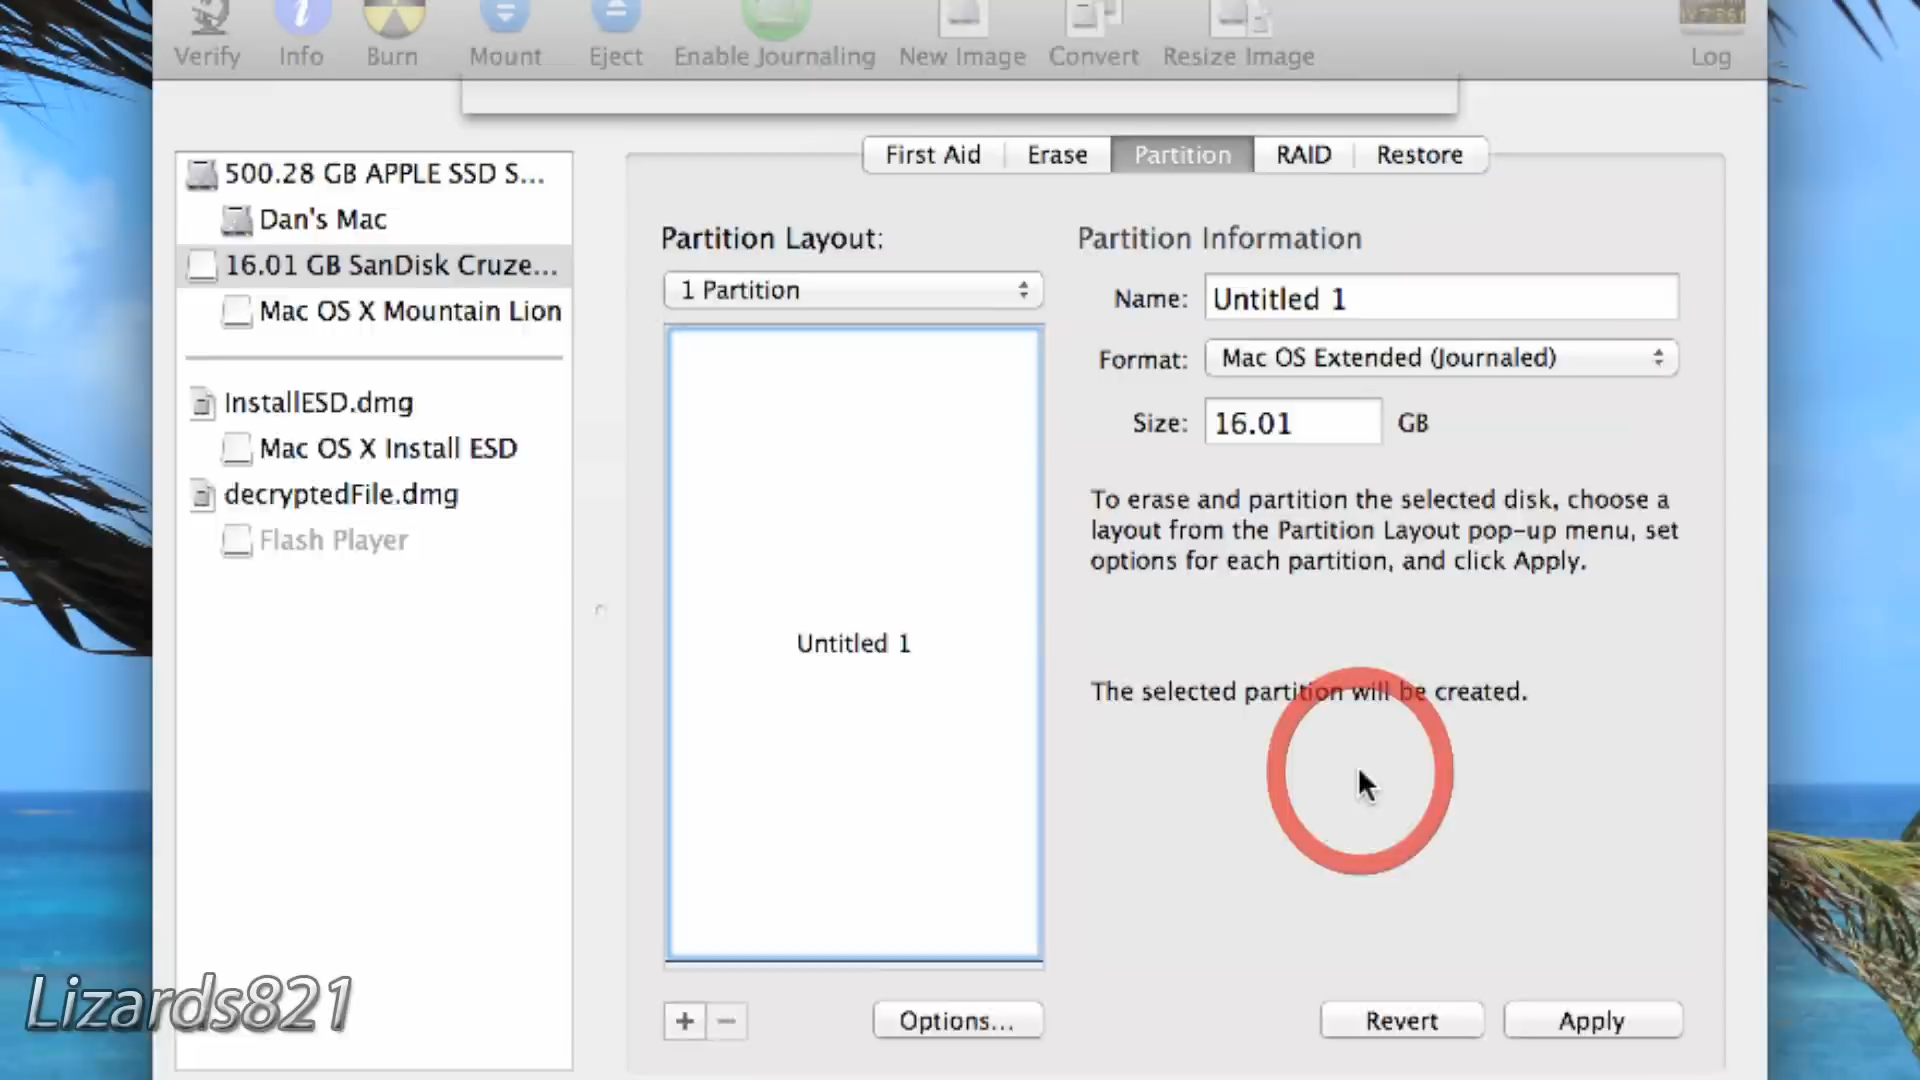 Verify Info Burn Mount Eject Enable Journaling New Image Convert Resize Image Log
First Aid Erase Partition RAID Restore
500.28 GB APPLE SSD S...
Dan's Mac
16.01 GB SanDisk Cruze...
Mac OS X Mountain Lion
InstallESD.dmg
Mac OS X Install ESD
decryptedFile.dmg
Flash Player
Partition Layout:
1 Partition
Untitled 1
Partition Information
Name: Untitled 1
Format: Mac OS Extended (Journaled)
Size: 16.01 GB
To erase and partition the selected disk, choose a
layout from the Partition Layout pop-up menu, set
options for each partition, and click Apply.
The selected partition will be created.
+ −
Options...
Revert
Apply
Lizards821